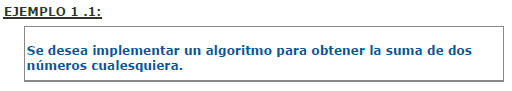 EJEMPLO 1 .1:
Se desea implementar un algoritmo para obtener la suma de dos
números cualesquiera.